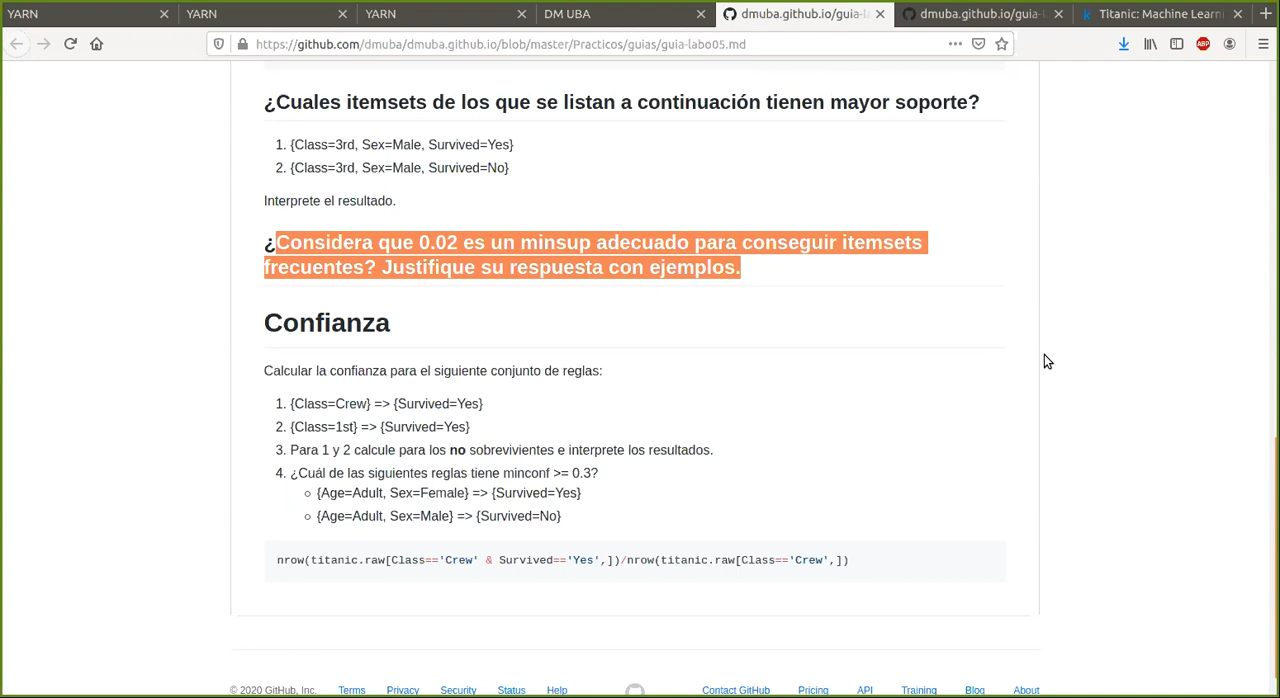 YARN
YARN
YARN
DM UBA
dmuba.github.io/guia-l
dmuba.github.io/guia-l
Titanic: Machine Learni
https://github.com/dmuba/dmuba.github.io/blob/master/Practicos/guias/guia-labo05.md
ABP
¿Cuales itemsets de los que se listan a continuación tienen mayor soporte?
1. {Class=3rd, Sex=Male, Survived=Yes}
2. {Class=3rd, Sex=Male, Survived=No}
Interprete el resultado.
¿Considera que 0.02 es un minsup adecuado para conseguir itemsets
frecuentes? Justifique su respuesta con ejemplos.
Confianza
Calcular la confianza para el siguiente conjunto de reglas:
1. {Class=Crew} => {Survived=Yes}
2. {Class=1st} => {Survived=Yes}
3. Para 1 y 2 calcule para los no sobrevivientes e interprete los resultados.
4. ¿Cuál de las siguientes reglas tiene minconf >= 0.3?
○ {Age=Adult, Sex=Female} => {Survived=Yes}
○ {Age=Adult, Sex=Male} => {Survived=No}
nrow(titanic.raw[Class=='Crew' & Survived=='Yes',])/nrow(titanic.raw[Class=='Crew',])
© 2020 GitHub, Inc. Terms Privacy Security Status Help Contact GitHub Pricing API Training Blog About